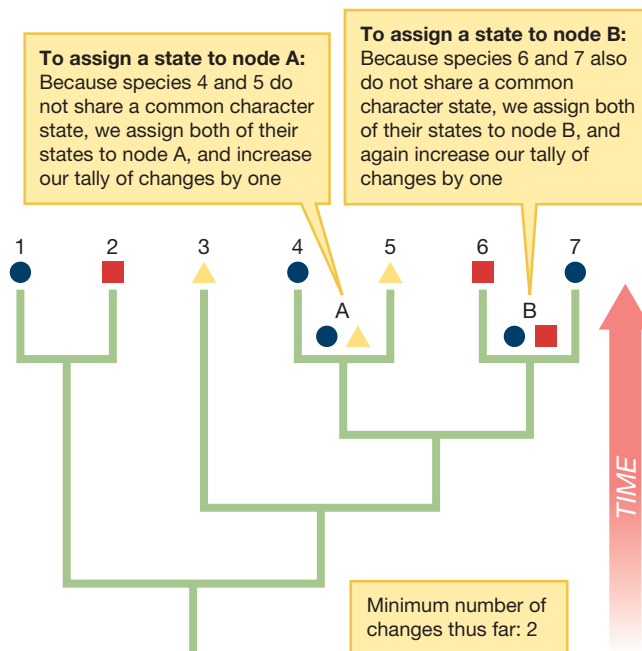 To assign a state to node A:
Because species 4 and 5 do
not share a common character
state, we assign both of their
states to node A, and increase
our tally of changes by one
To assign a state to node B:
Because species 6 and 7 also
do not share a common
character state, we assign both
of their states to node B, and
again increase our tally of
changes by one
1 2 3 4 5 6 7
A B
TIME
Minimum number of
changes thus far: 2